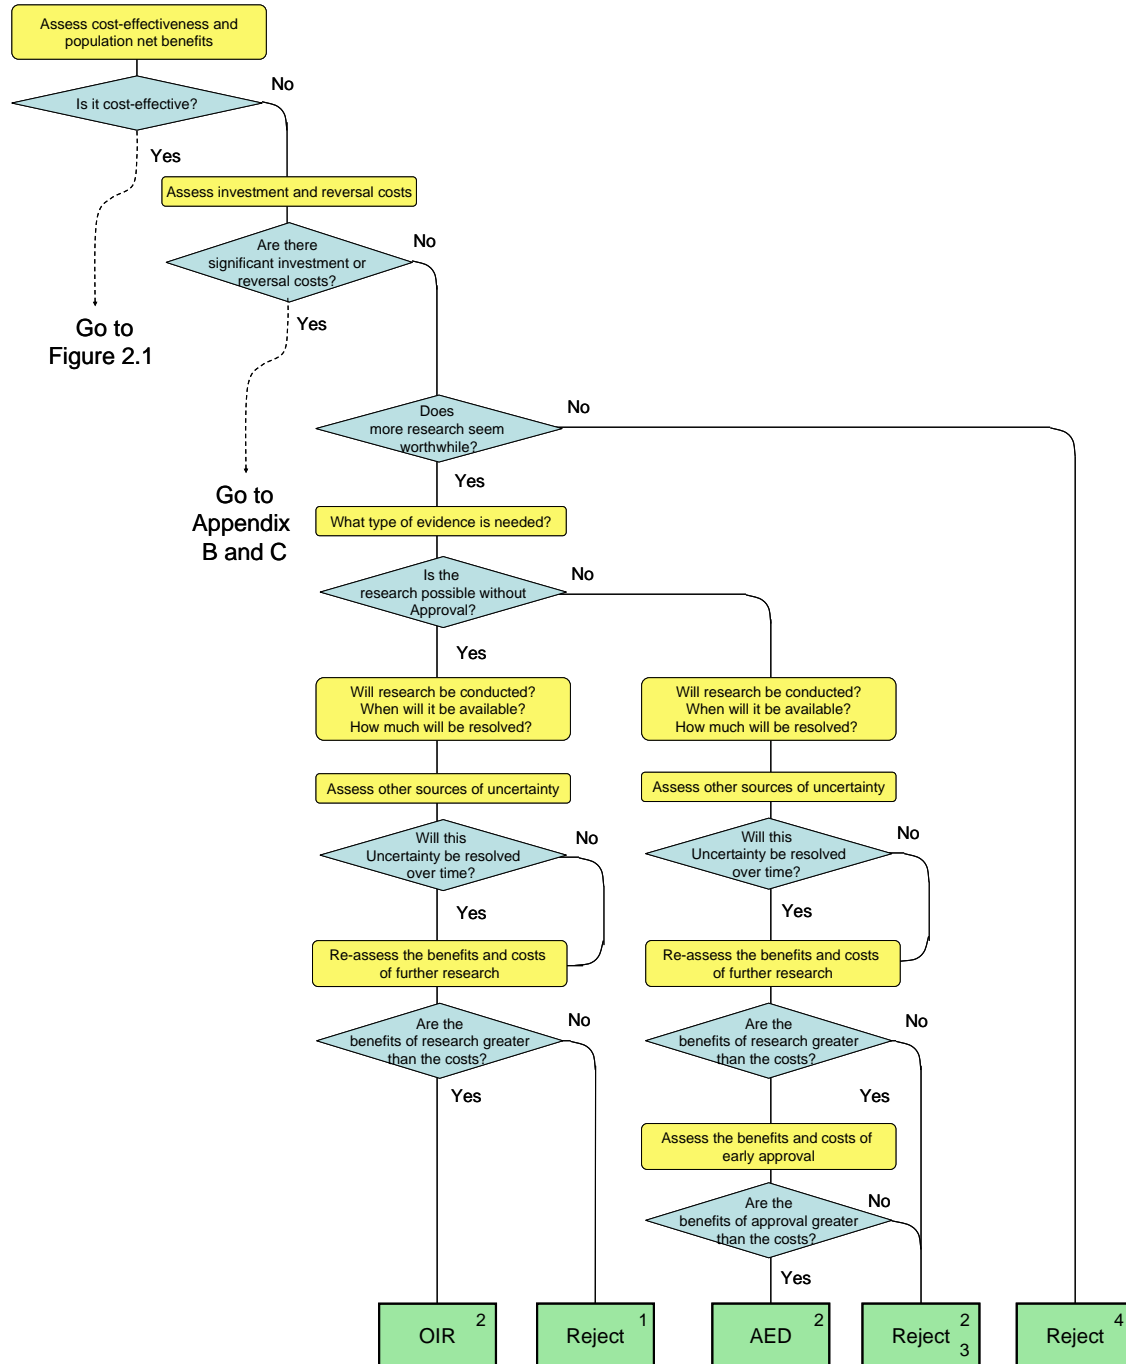 Assess cost-effectiveness and
population net benefits
No
Is it cost-effective?
Yes
Assess investment and reversal costs
No
Are there
significant investment or
reversal costs?
Yes
Go to
Figure 2.1
Does
more research seem
worthwhile?
No
Yes
Go to
Appendix
B and C
What type of evidence is needed?
Is the
research possible without
Approval?
No
Yes
Will research be conducted?
When will it be available?
How much will be resolved?
Will research be conducted?
When will it be available?
How much will be resolved?
Assess other sources of uncertainty
Assess other sources of uncertainty
Will this
Uncertainty be resolved
over time?
No
Will this
Uncertainty be resolved
over time?
No
Yes
Yes
Re-assess the benefits and costs
of further research
Re-assess the benefits and costs
of further research
Are the
benefits of research greater
than the costs?
No
Are the
benefits of research greater
than the costs?
No
Yes
Yes
Assess the benefits and costs of
early approval
Are the
benefits of approval greater
than the costs?
No
Yes
OIR 2
Reject 1
AED 2
Reject 2
3
Reject 4